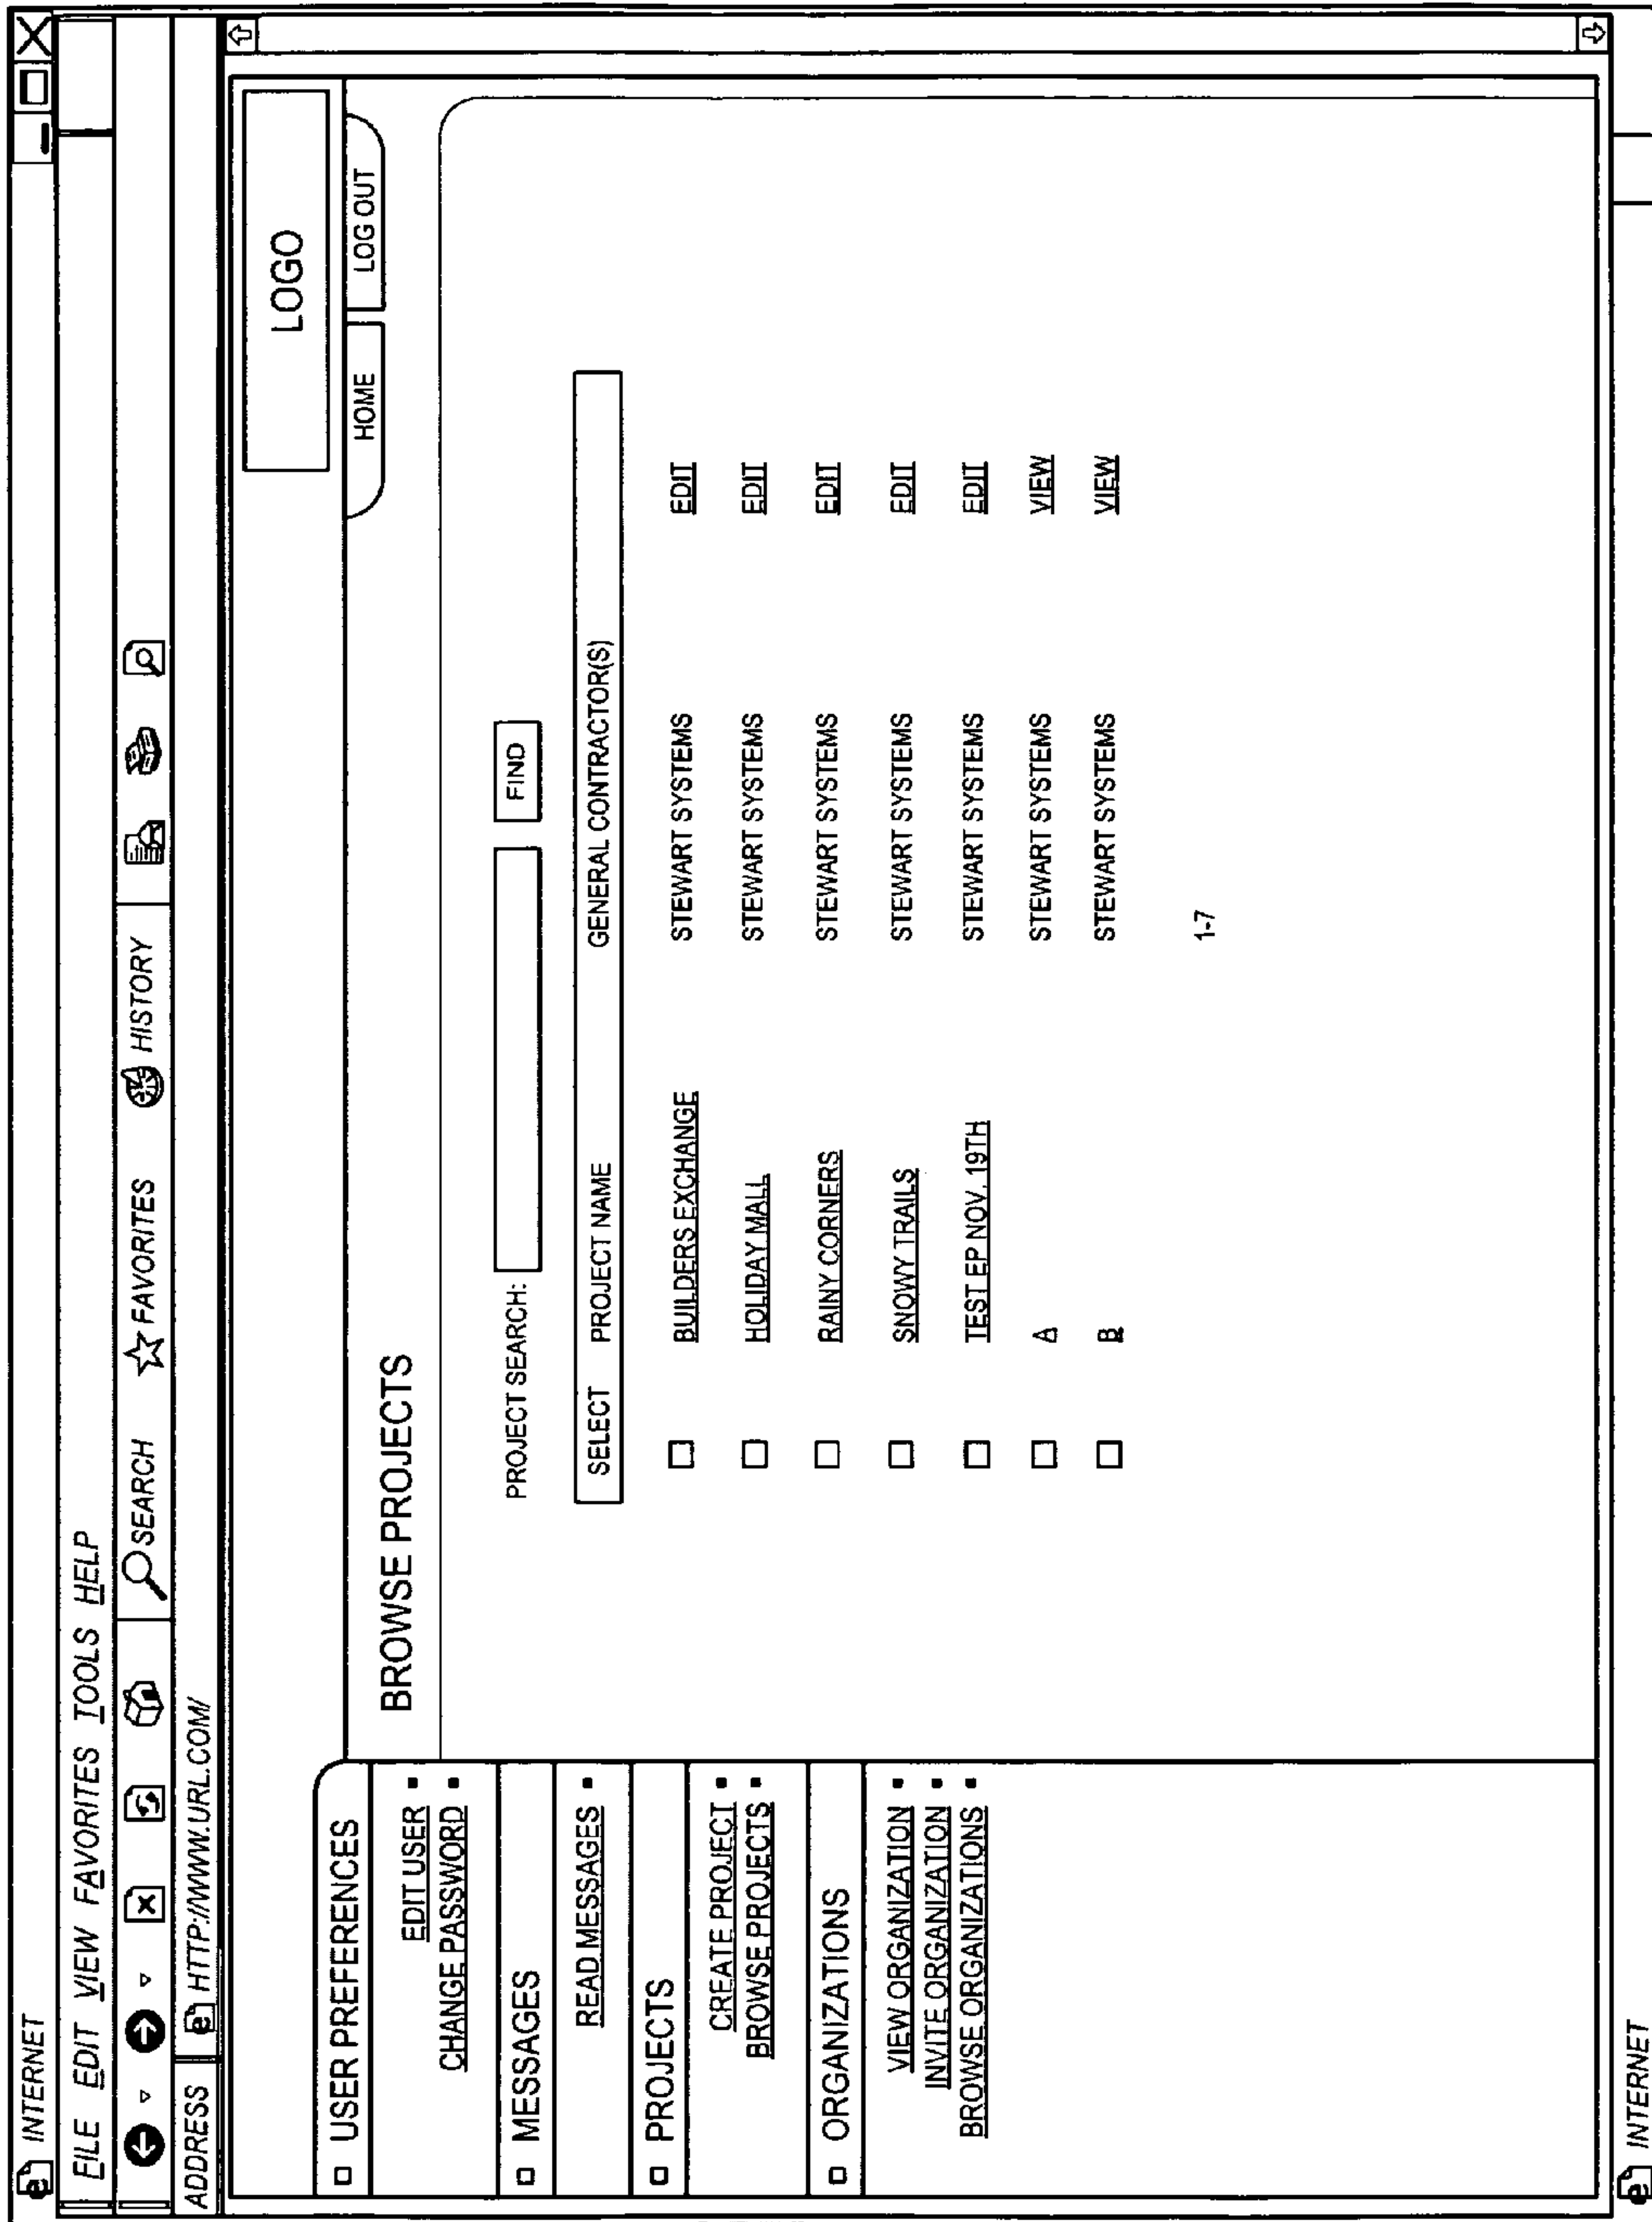 INTERNET
FILE EDIT VIEW FAVORITES TOOLS HELP
SEARCH FAVORITES HISTORY
ADDRESS HTTP://WWW.URL.COM/
LOGO
HOME LOG OUT
USER PREFERENCES
EDIT USER
CHANGE PASSWORD
MESSAGES
READ MESSAGES
PROJECTS
CREATE PROJECT
BROWSE PROJECTS
ORGANIZATIONS
VIEW ORGANIZATION
INVITE ORGANIZATION
BROWSE ORGANIZATIONS
BROWSE PROJECTS
PROJECT SEARCH: FIND
SELECT PROJECT NAME GENERAL CONTRACTOR(S)
BUILDERS EXCHANGE STEWART SYSTEMS EDIT
HOLIDAY MALL STEWART SYSTEMS EDIT
RAINY CORNERS STEWART SYSTEMS EDIT
SNOWY TRAILS STEWART SYSTEMS EDIT
TEST EP NOV. 19TH STEWART SYSTEMS EDIT
A STEWART SYSTEMS VIEW
B STEWART SYSTEMS VIEW
1-7
INTERNET